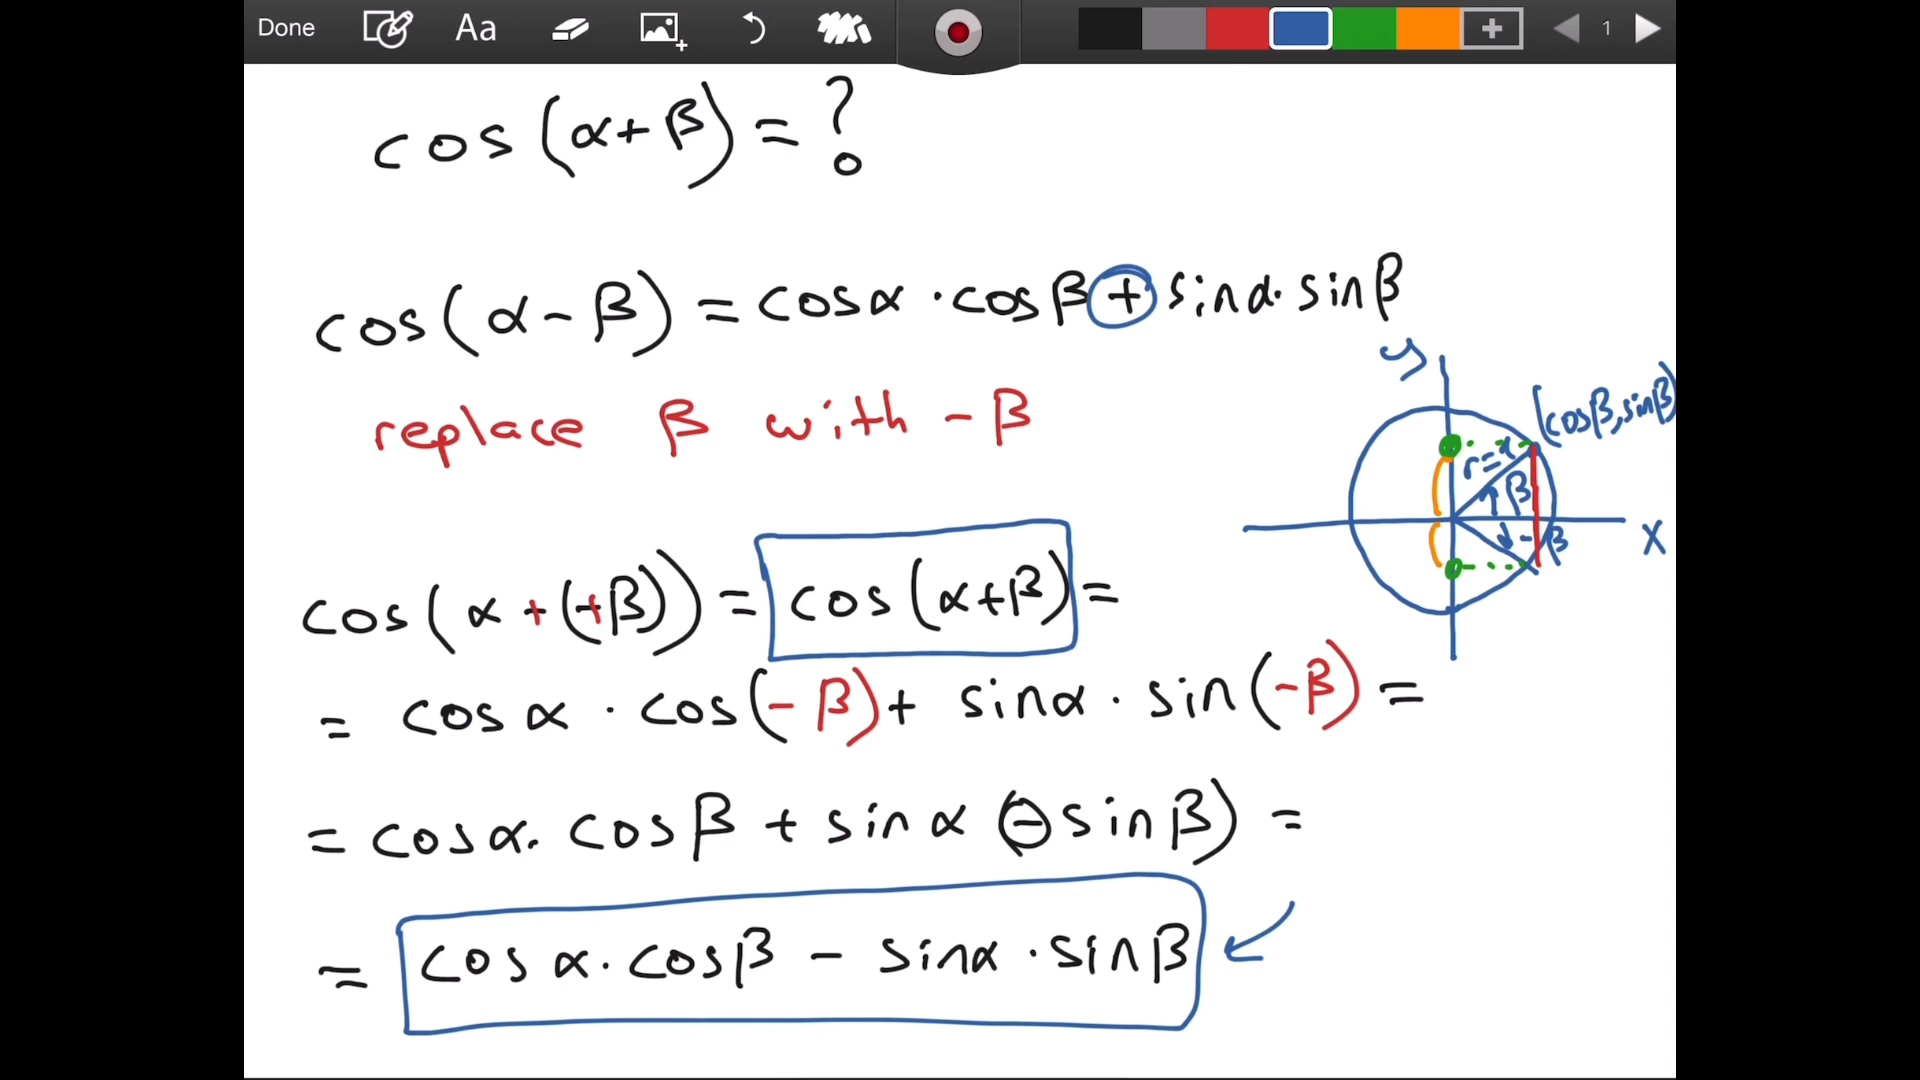 Done Aa 1
cos(α+β)=?
cos(α-β)=cosα·cosβ+sinα·sinβ
replace β with -β
y
(cosβ,sinβ)
r=1
β
-β
x
cos(α+(+β))=cos(α+β)=
=cosα·cos(-β)+sinα·sin(-β)=
=cosα·cosβ+sinα(-sinβ)=
=cosα·cosβ-sinα·sinβ